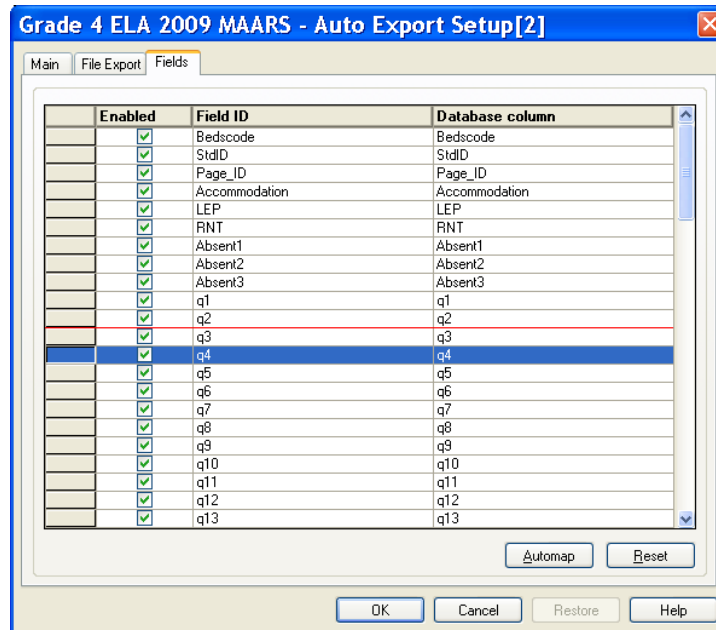 Grade 4 ELA 2009 MAARS - Auto Export Setup[2]
Main File Export Fields
Enabled Field ID Database column
Bedscode Bedscode
StdID StdID
Page_ID Page_ID
Accommodation Accommodation
LEP LEP
RNT RNT
Absent1 Absent1
Absent2 Absent2
Absent3 Absent3
q1 q1
q2 q2
q3 q3
q4 q4
q5 q5
q6 q6
q7 q7
q8 q8
q9 q9
q10 q10
q11 q11
q12 q12
q13 q13
Automap Reset
OK Cancel Restore Help